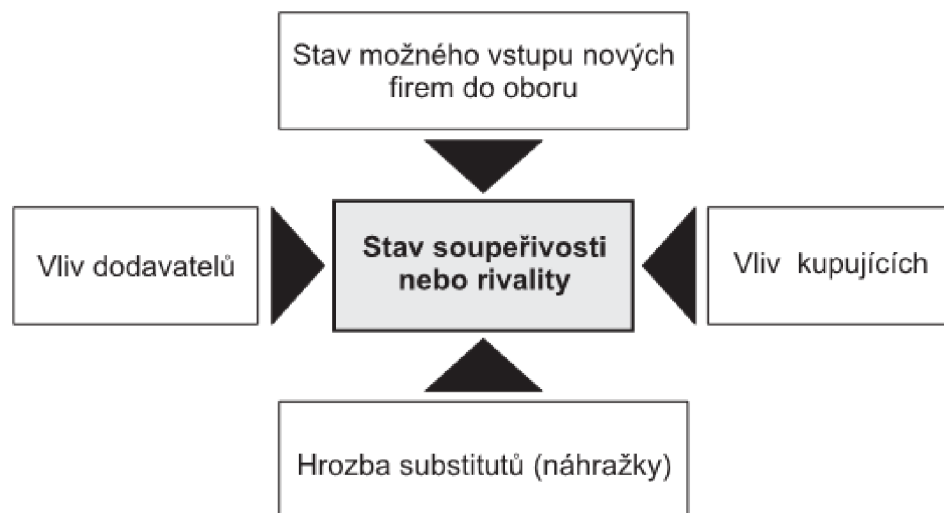 Stav možného vstupu nových
firem do oboru
Vliv dodavatelů
Stav soupeřivosti
nebo rivality
Vliv kupujících
Hrozba substitutů (náhražky)